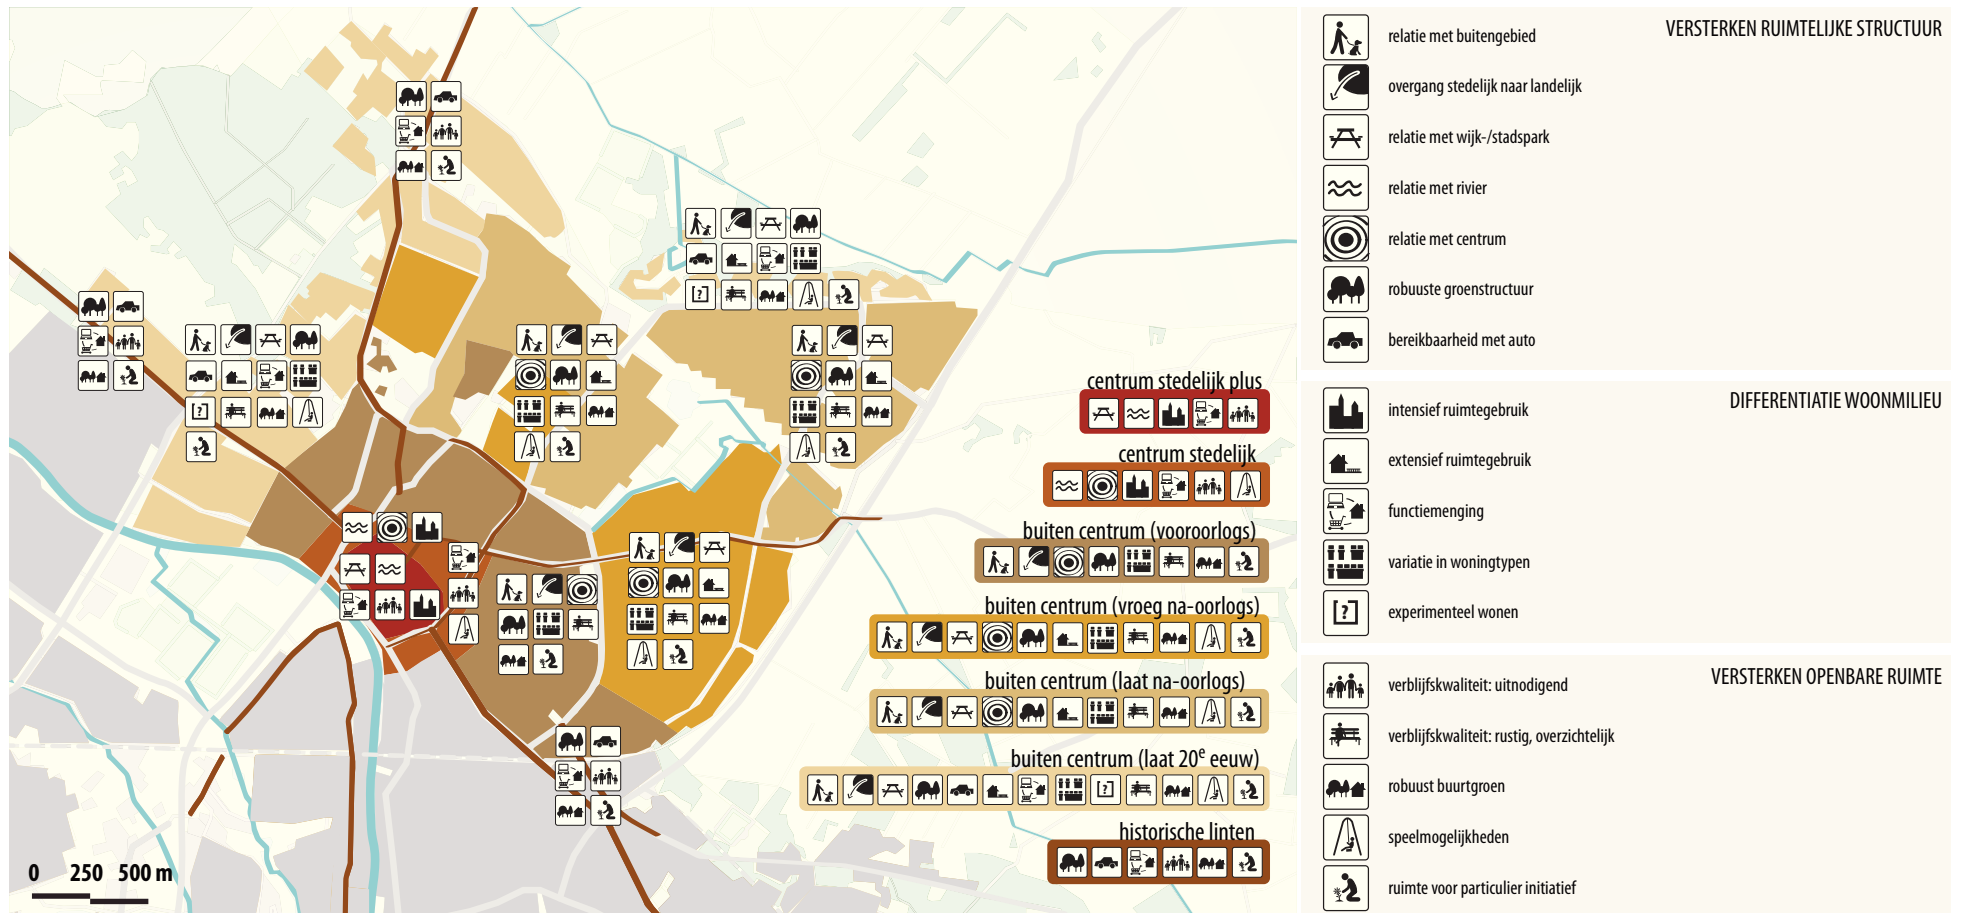 VERSTERKEN RUIMTELIJKE STRUCTUUR
relatie met buitengebied
overgang stedelijk naar landelijk
relatie met wijk-/stadspark
relatie met rivier
relatie met centrum
robuuste groenstructuur
bereikbaarheid met auto
DIFFERENTIATIE WOONMILIEU
intensief ruimtegebruik
extensief ruimtegebruik
functiemenging
variatie in woningtypen
[?] experimenteel wonen
VERSTERKEN OPENBARE RUIMTE
verblijfskwaliteit: uitnodigend
verblijfskwaliteit: rustig, overzichtelijk
robuust buurtgroen
speelmogelijkheden
ruimte voor particulier initiatief
centrum stedelijk plus
centrum stedelijk
buiten centrum (vooroorlogs)
buiten centrum (vroeg na-oorlogs)
buiten centrum (laat na-oorlogs)
buiten centrum (laat 20e eeuw)
[?]
historische linten
[?]
[?]
0 250 500 m